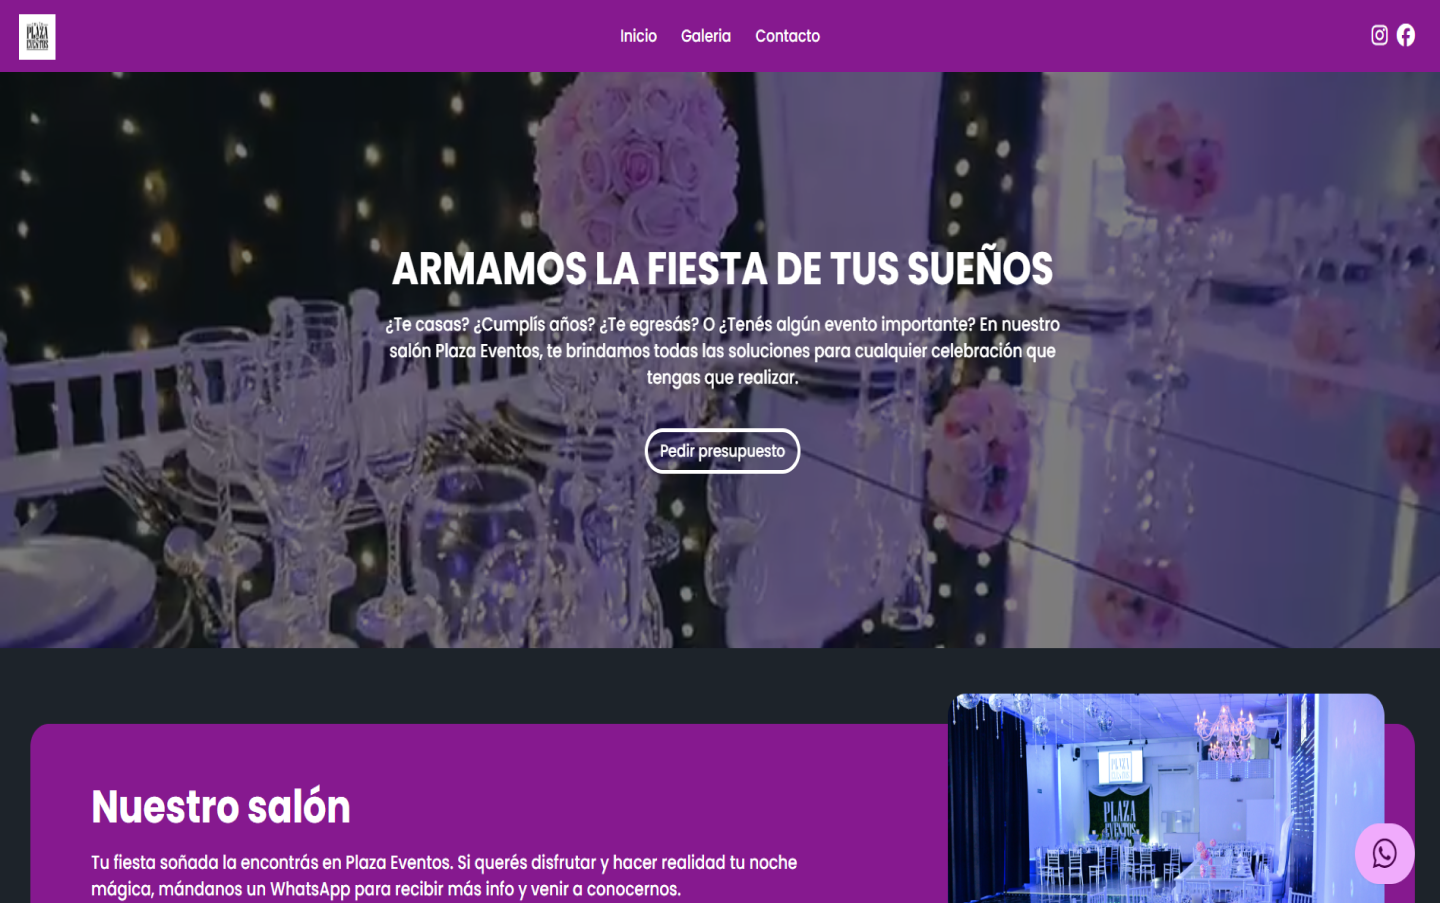 PLAZA
EVENTOS
Inicio Galeria Contacto
ARMAMOS LA FIESTA DE TUS SUEÑOS
¿Te casas? ¿Cumplís años? ¿Te egresás? O ¿Tenés algún evento importante? En nuestro
salón Plaza Eventos, te brindamos todas las soluciones para cualquier celebración que
tengas que realizar.
Pedir presupuesto
Nuestro salón
Tu fiesta soñada la encontrás en Plaza Eventos. Si querés disfrutar y hacer realidad tu noche
mágica, mándanos un WhatsApp para recibir más info y venir a conocernos.
PLAZA
PLAZA
EVENTOS